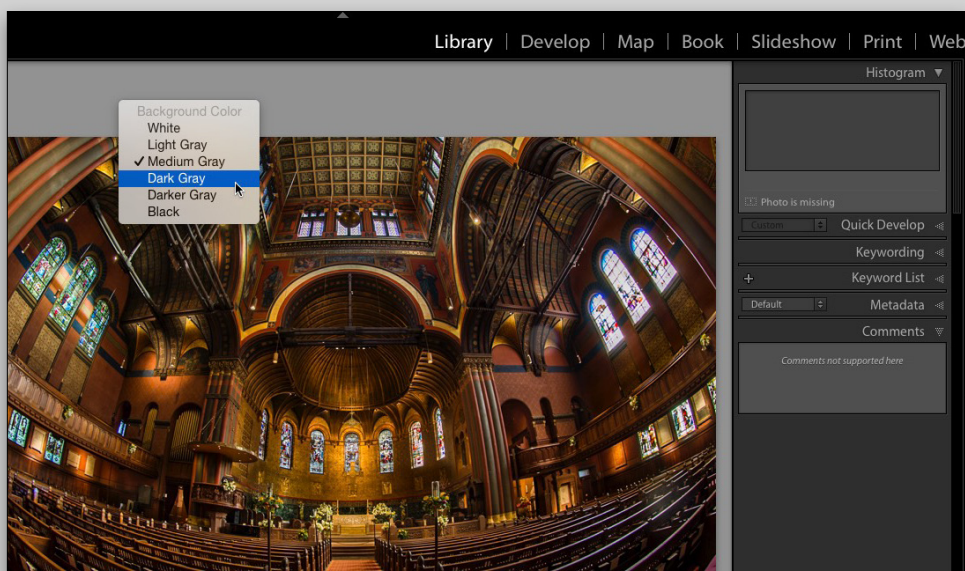 Library | Develop | Map | Book | Slideshow | Print | Web
Background Color
White
Light Gray
✓ Medium Gray
Dark Gray
Darker Gray
Black
Histogram
Photo is missing
Custom
Quick Develop
Keywording
Keyword List
Default
Metadata
Comments
Comments not supported here